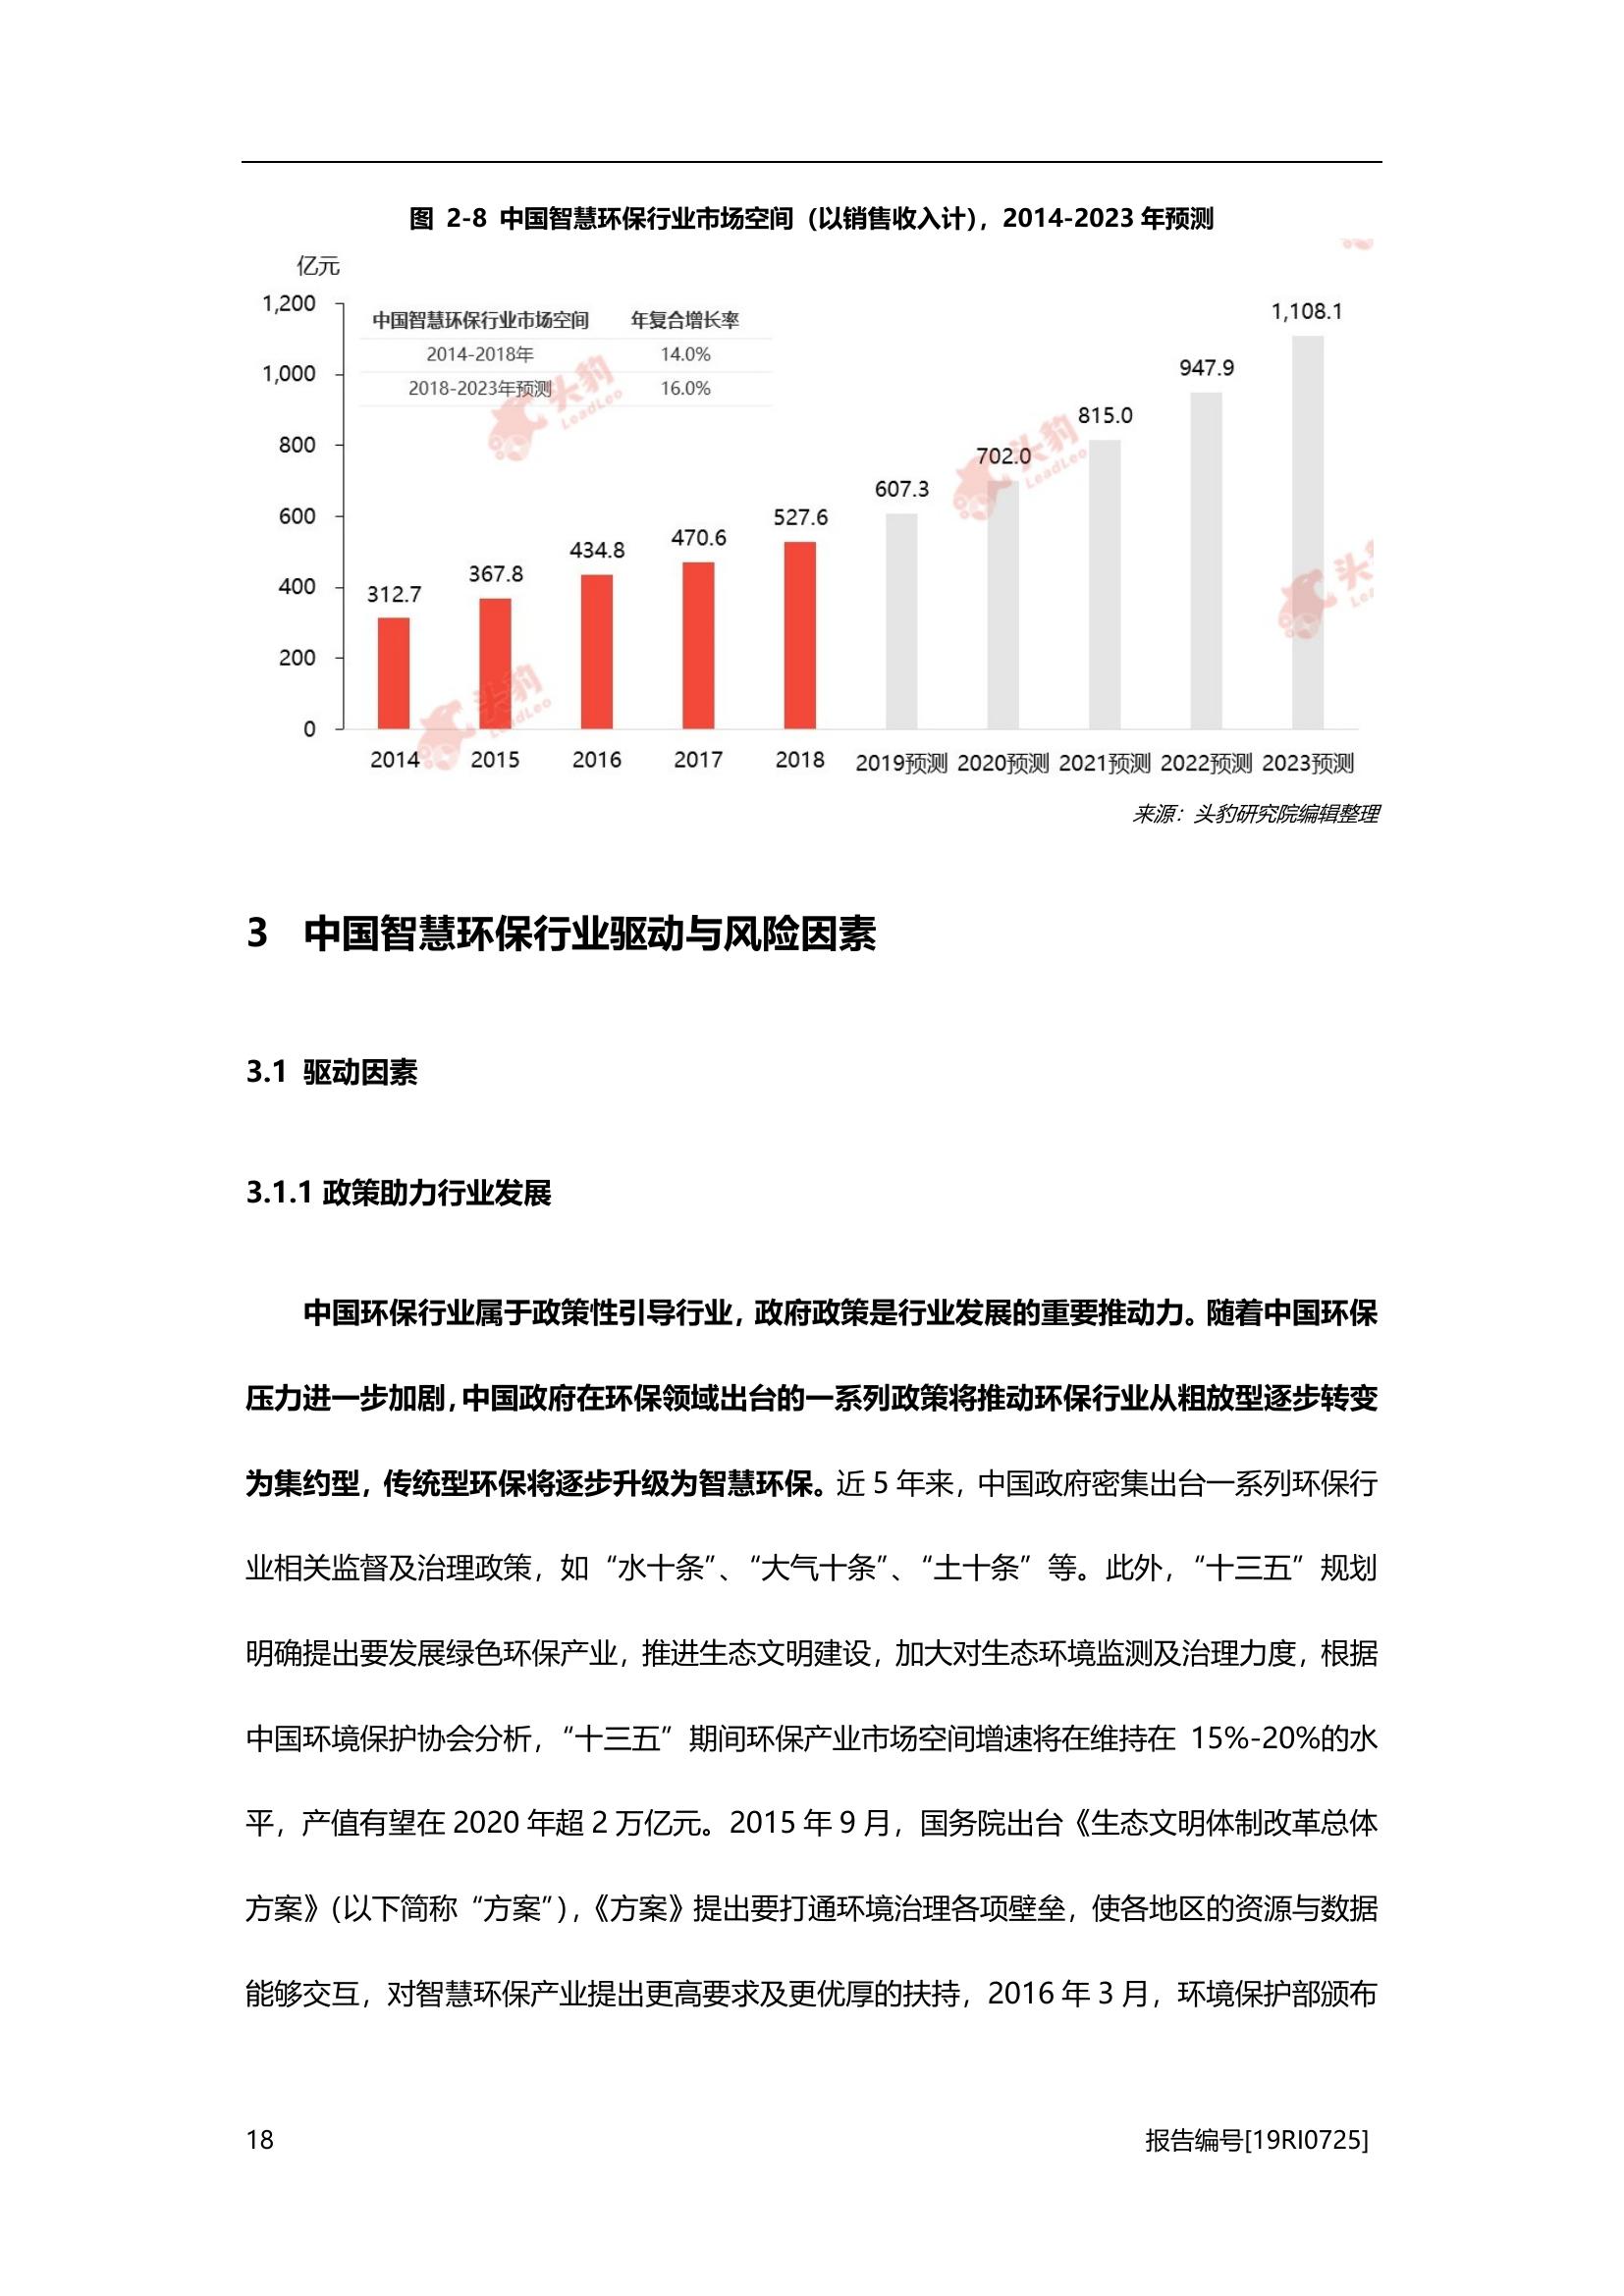 图 2-8 中国智慧环保行业市场空间（以销售收入计），2014-2023 年预测
亿元
1,200
1,000
800
600
400
200
0
中国智慧环保行业市场空间 年复合增长率
2014-2018年 14.0%
2018-2023年预测 16.0%
312.7
367.8
434.8
470.6
527.6
607.3
702.0
815.0
947.9
1,108.1
2014 2015 2016 2017 2018 2019预测 2020预测 2021预测 2022预测 2023预测
头豹
LeadLeo
头豹
LeadLeo
头豹
LeadLeo
来源：头豹研究院编辑整理
3 中国智慧环保行业驱动与风险因素
3.1 驱动因素
3.1.1 政策助力行业发展
中国环保行业属于政策性引导行业，政府政策是行业发展的重要推动力。随着中国环保
压力进一步加剧，中国政府在环保领域出台的一系列政策将推动环保行业从粗放型逐步转变
为集约型，传统型环保将逐步升级为智慧环保。近 5 年来，中国政府密集出台一系列环保行
业相关监督及治理政策，如“水十条”、“大气十条”、“土十条”等。此外，“十三五”规划
明确提出要发展绿色环保产业，推进生态文明建设，加大对生态环境监测及治理力度，根据
中国环境保护协会分析，“十三五”期间环保产业市场空间增速将在维持在 15%-20%的水
平，产值有望在 2020 年超 2 万亿元。2015 年 9 月，国务院出台《生态文明体制改革总体
方案》（以下简称“方案”），《方案》提出要打通环境治理各项壁垒，使各地区的资源与数据
能够交互，对智慧环保产业提出更高要求及更优厚的扶持，2016 年 3 月，环境保护部颁布
18 报告编号[19RI0725]